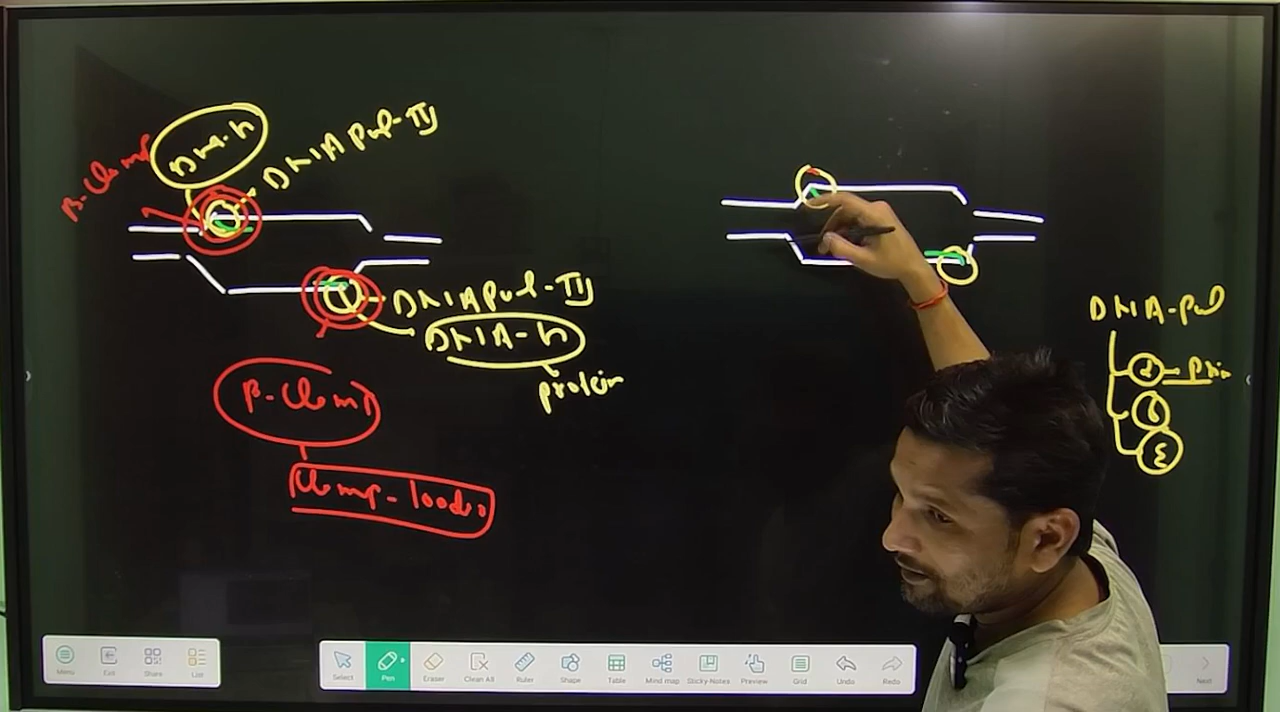 β-Clamp
DNA-h
DNA pol-III
DNA pol-III
DNA-h
protein
β-Clamp
Clamp-loader
DNA-pol
α - Prim
δ
ε
Menu
Exit
Share
List
Select
Pen
Eraser
Clean All
Ruler
Shape
Table
Mind map
Sticky-Notes
Preview
Grid
Undo
Redo
Next